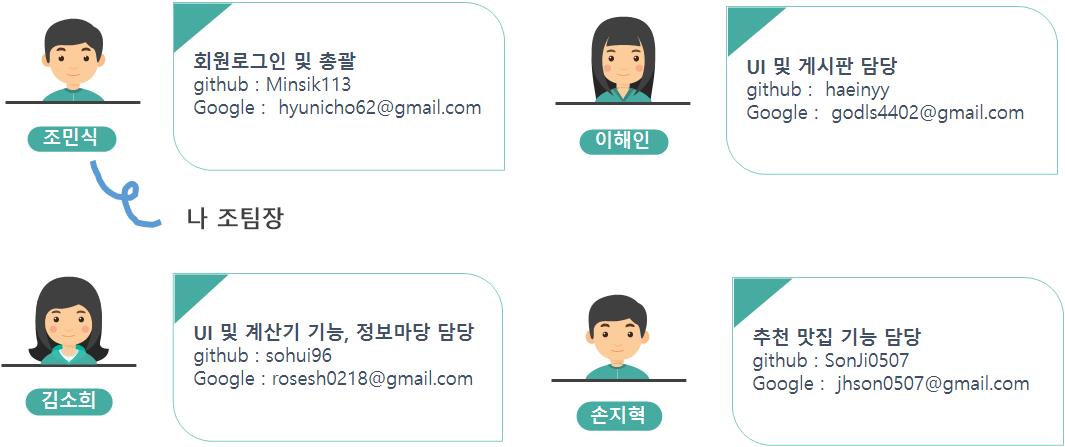 회원로그인 및 총괄
github : Minsik113
Google : hyunicho62@gmail.com
조민식
UI 및 게시판 담당
github : haeinyy
Google : godls4402@gmail.com
이해인
나 조팀장
UI 및 계산기 기능, 정보마당 담당
github : sohui96
Google : rosesh0218@gmail.com
김소희
추천 맛집 기능 담당
github : SonJi0507
Google : jhson0507@gmail.com
손지혁